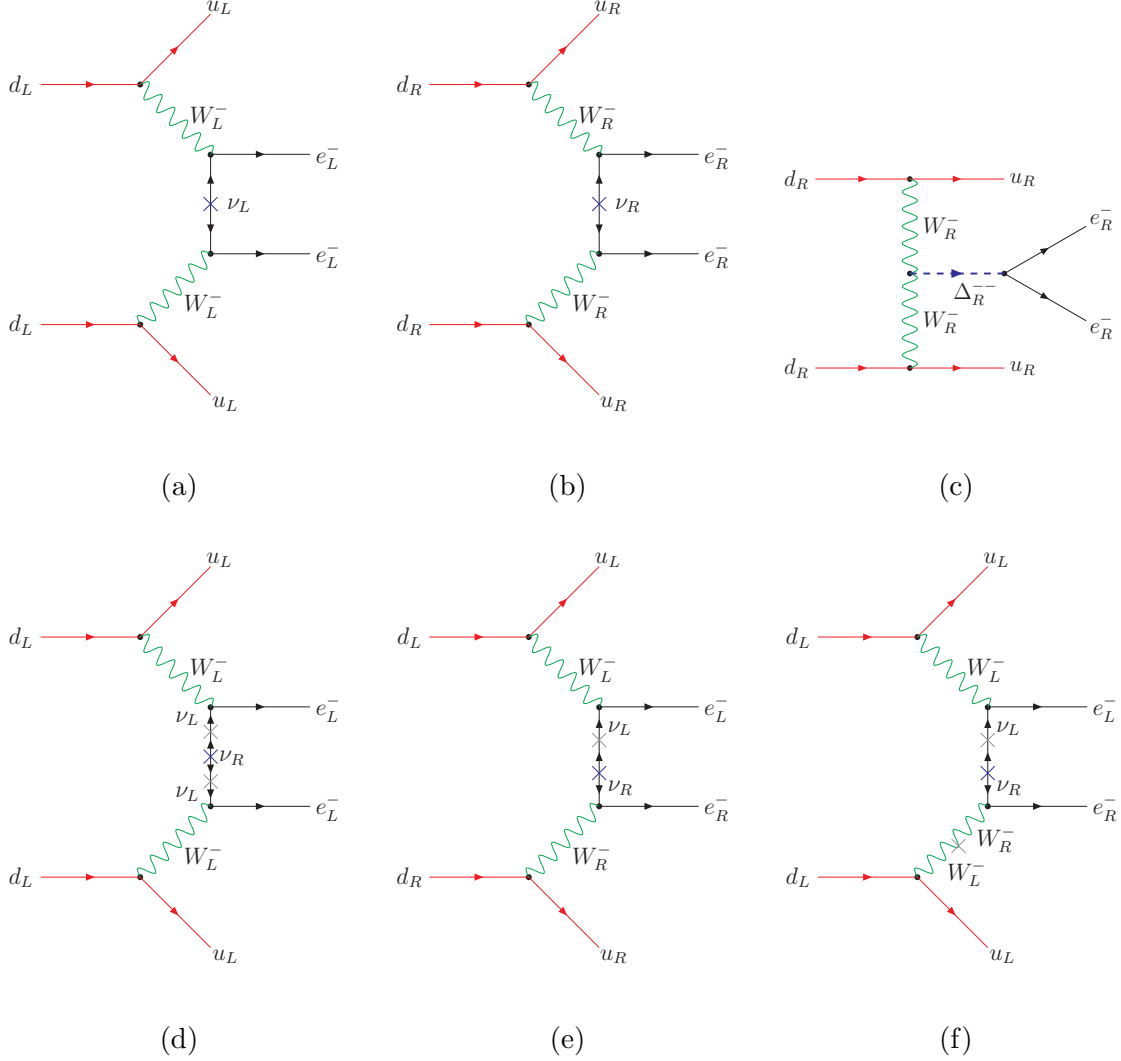 u_L u_R
d_L W_L^- d_R W_R^-
e_L^- e_R^-
d_R u_R
ν_L ν_R W_R^- e_R^-
e_L^- e_R^- Δ_R^{--}
W_L^- W_R^- W_R^- e_R^-
d_L d_R d_R u_R
u_L u_R
(a) (b) (c)
u_L u_L u_L
d_L W_L^- d_L W_L^- d_L W_L^-
ν_L e_L^- ν_L e_L^- ν_L e_L^-
ν_R
ν_L e_L^- ν_R e_R^- ν_R e_R^-
W_L^- W_R^- W_R^-
d_L d_R d_L W_L^-
u_L u_R u_L
(d) (e) (f)